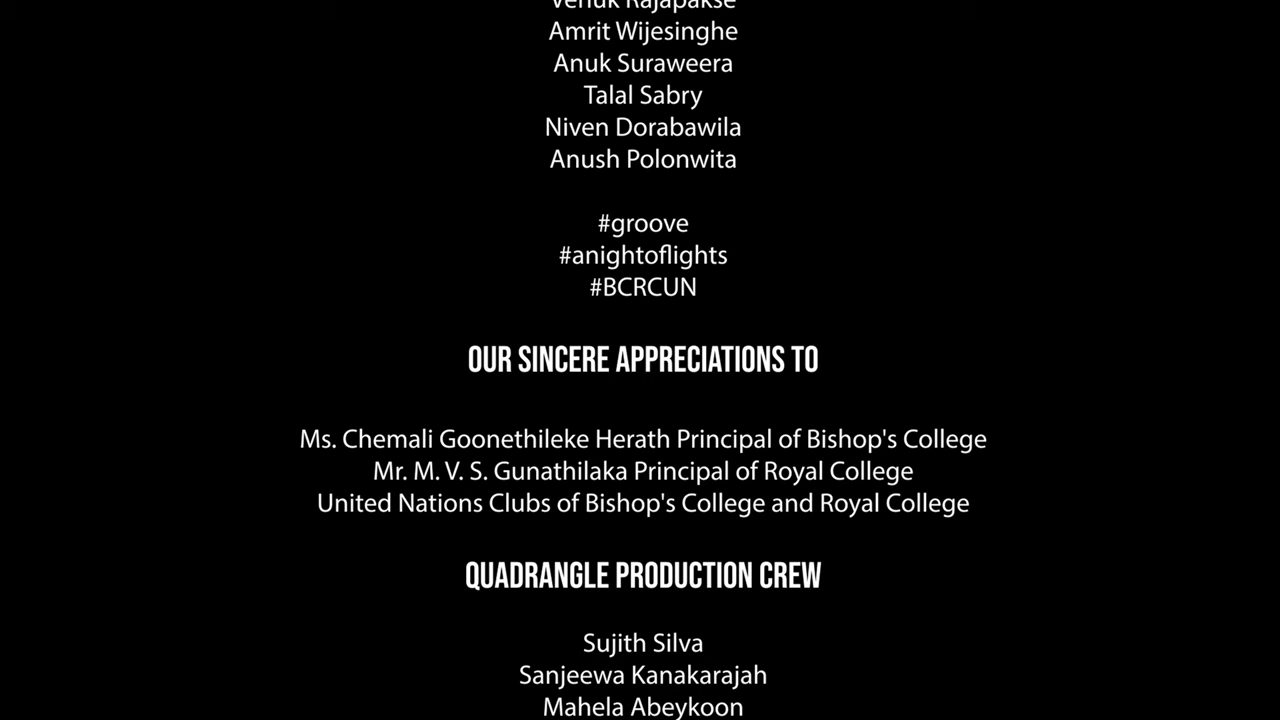 Venuk Rajapakse
Amrit Wijesinghe
Anuk Suraweera
Talal Sabry
Niven Dorabawila
Anush Polonwita
#groove
#anightoflights
#BCRCUN
OUR SINCERE APPRECIATIONS TO
Ms. Chemali Goonethileke Herath Principal of Bishop's College
Mr. M. V. S. Gunathilaka Principal of Royal College
United Nations Clubs of Bishop's College and Royal College
QUADRANGLE PRODUCTION CREW
Sujith Silva
Sanjeewa Kanakarajah
Mahela Abeykoon